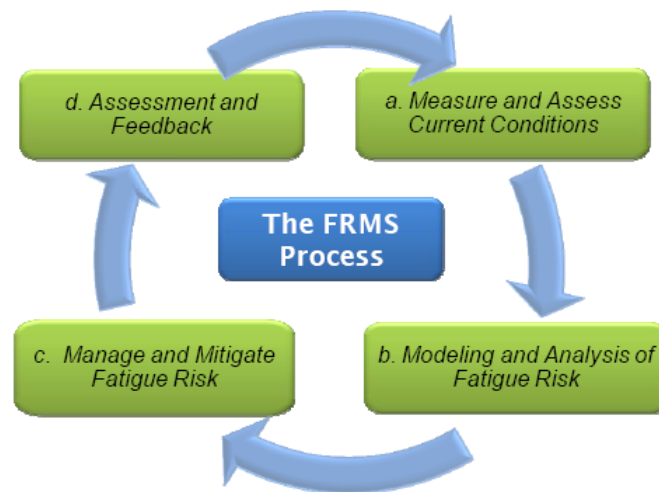 d. Assessment and
Feedback
a. Measure and Assess
Current Conditions
The FRMS
Process
c. Manage and Mitigate
Fatigue Risk
b. Modeling and Analysis of
Fatigue Risk